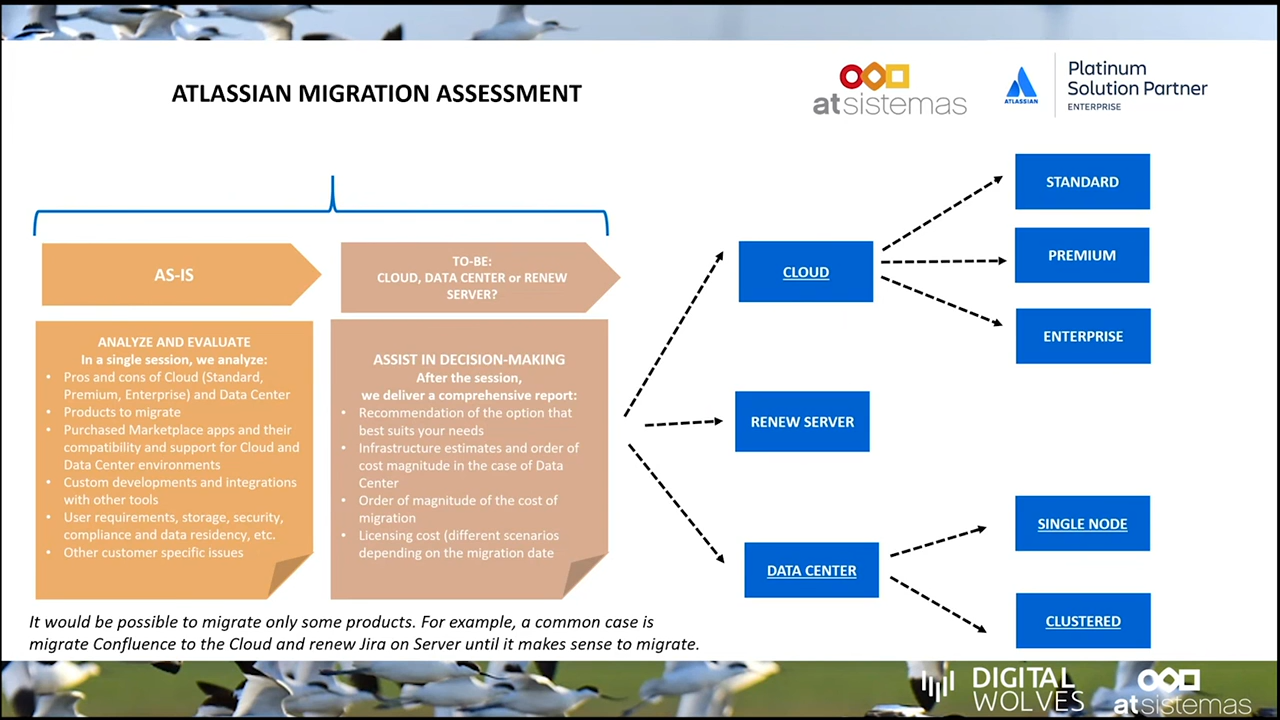 ATLASSIAN MIGRATION ASSESSMENT
atsistemas
ATLASSIAN
Platinum
Solution Partner
ENTERPRISE
AS-IS
TO-BE:
CLOUD, DATA CENTER or RENEW
SERVER?
ANALYZE AND EVALUATE
In a single session, we analyze:
• Pros and cons of Cloud (Standard,
Premium, Enterprise) and Data Center
• Products to migrate
• Purchased Marketplace apps and their
compatibility and support for Cloud and
Data Center environments
• Custom developments and integrations
with other tools
• User requirements, storage, security,
compliance and data residency, etc.
• Other customer specific issues
ASSIST IN DECISION-MAKING
After the session,
we deliver a comprehensive report:
• Recommendation of the option that
best suits your needs
• Infrastructure estimates and order of
cost magnitude in the case of Data
Center
• Order of magnitude of the cost of
migration
• Licensing cost (different scenarios
depending on the migration date
CLOUD
RENEW SERVER
DATA CENTER
STANDARD
PREMIUM
ENTERPRISE
SINGLE NODE
CLUSTERED
It would be possible to migrate only some products. For example, a common case is
migrate Confluence to the Cloud and renew Jira on Server until it makes sense to migrate.
DIGITAL
WOLVES
atsistemas